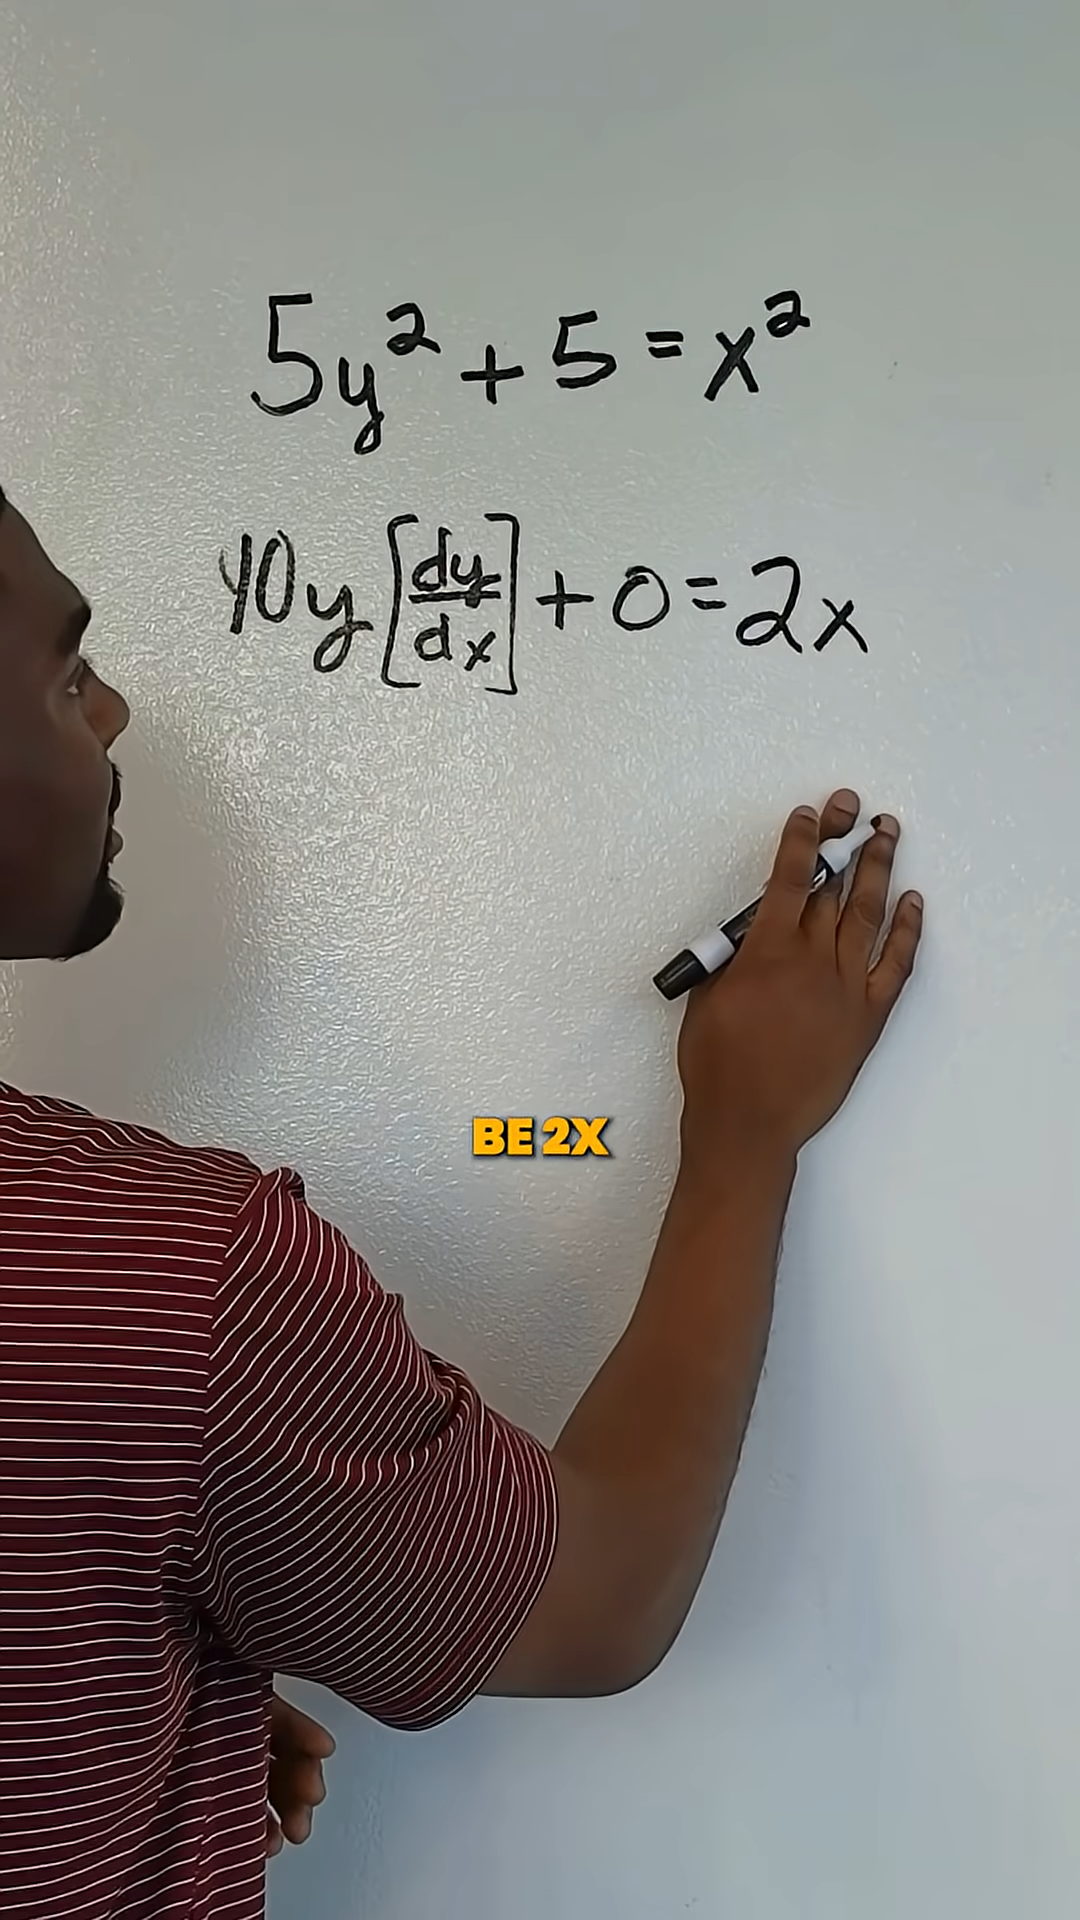 5y² + 5 = x²
10y [dy/dx] + 0 = 2x
BE 2X